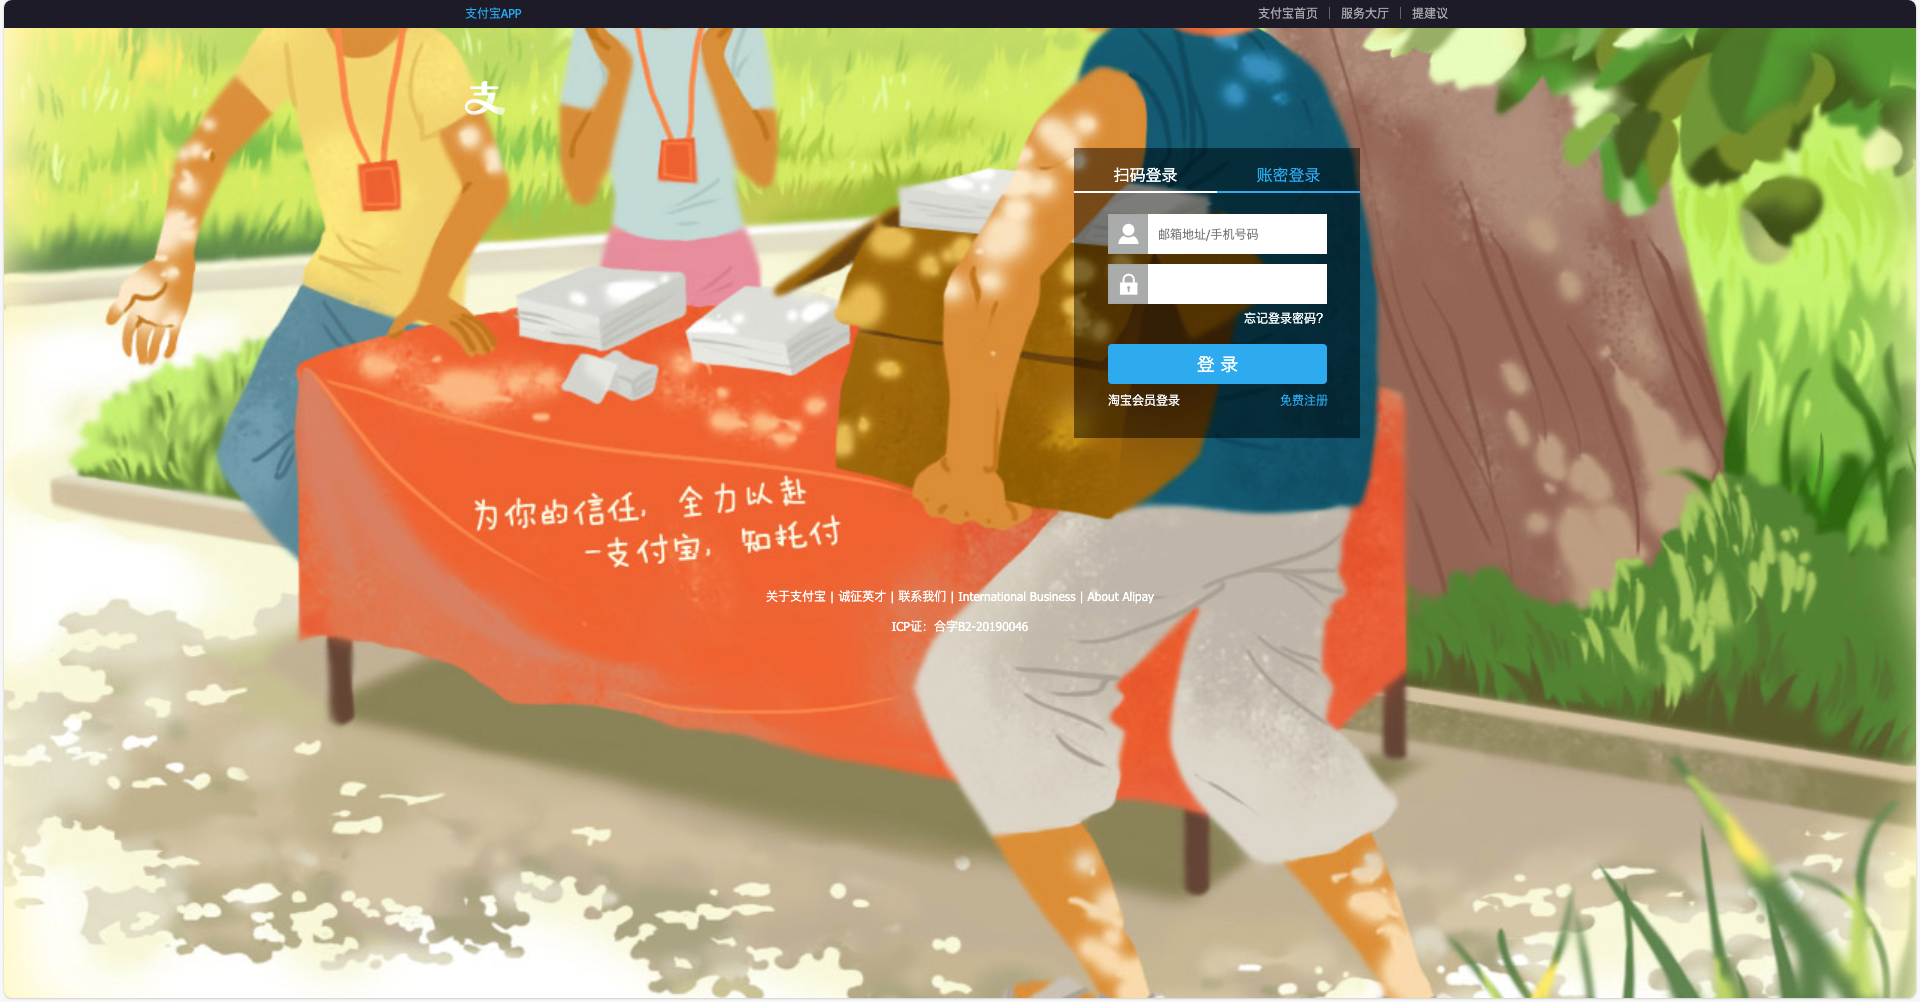 支付宝APP
支付宝首页 | 服务大厅 | 提建议
支
扫码登录 账密登录
邮箱地址/手机号码
忘记登录密码?
登 录
淘宝会员登录 免费注册
为你的信任,全力以赴
-支付宝,知托付
关于支付宝 | 诚征英才 | 联系我们 | International Business | About Alipay
ICP证:合字B2-20190046